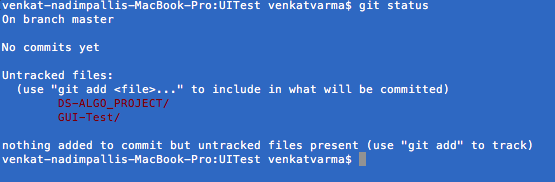 venkat-nadimpallis-MacBook-Pro:UITest venkatvarma$ git status
On branch master
No commits yet
Untracked files:
(use "git add <file>..." to include in what will be committed)
DS-ALGO_PROJECT/
GUI-Test/
nothing added to commit but untracked files present (use "git add" to track)
venkat-nadimpallis-MacBook-Pro:UITest venkatvarma$